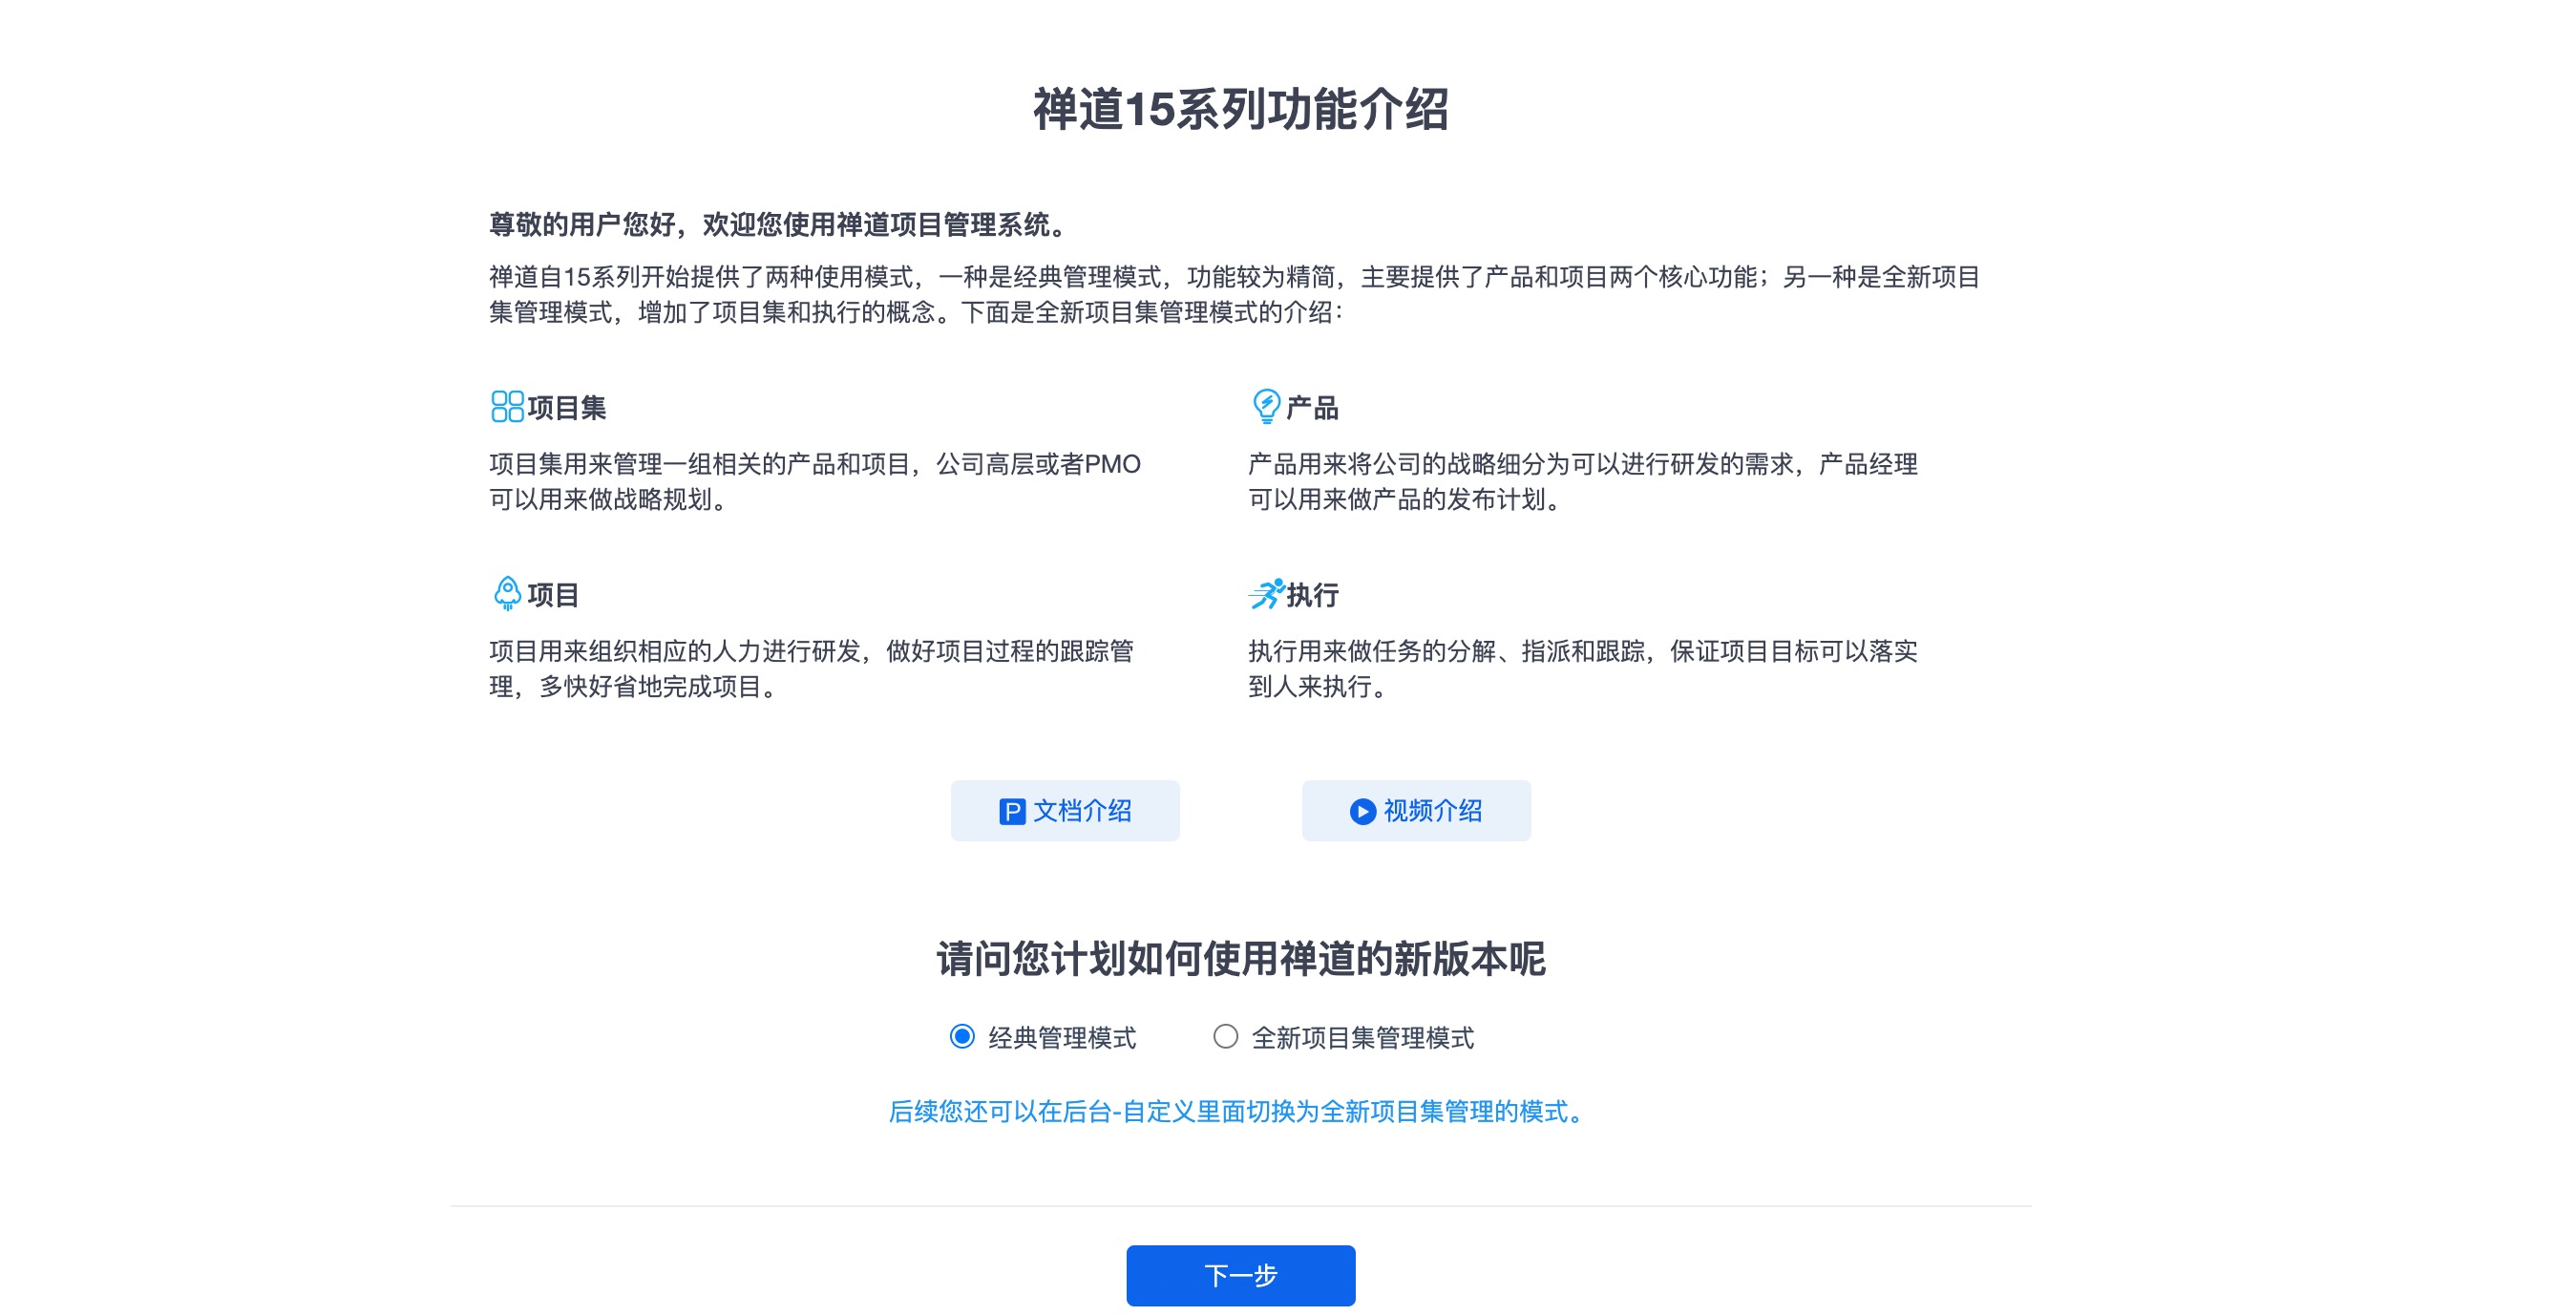 禅道15系列功能介绍
尊敬的用户您好，欢迎您使用禅道项目管理系统。
禅道自15系列开始提供了两种使用模式，一种是经典管理模式，功能较为精简，主要提供了产品和项目两个核心功能；另一种是全新项目
集管理模式，增加了项目集和执行的概念。下面是全新项目集管理模式的介绍：
项目集
项目集用来管理一组相关的产品和项目，公司高层或者PMO
可以用来做战略规划。
产品
产品用来将公司的战略细分为可以进行研发的需求，产品经理
可以用来做产品的发布计划。
项目
项目用来组织相应的人力进行研发，做好项目过程的跟踪管
理，多快好省地完成项目。
执行
执行用来做任务的分解、指派和跟踪，保证项目目标可以落实
到人来执行。
P 文档介绍
视频介绍
请问您计划如何使用禅道的新版本呢
经典管理模式
全新项目集管理模式
后续您还可以在后台-自定义里面切换为全新项目集管理的模式。
下一步